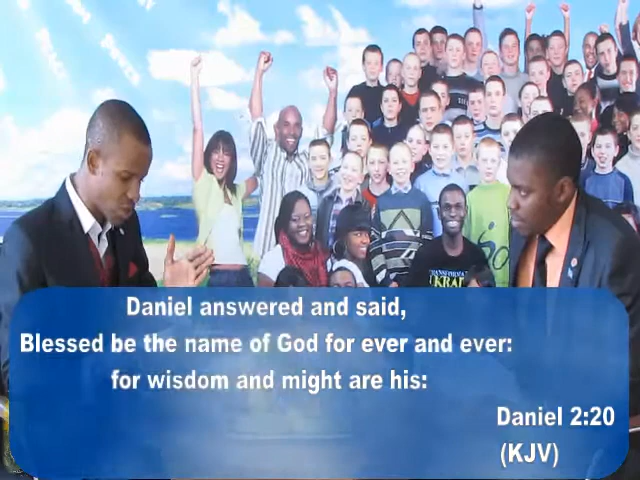 Daniel answered and said,
Blessed be the name of God for ever and ever:
for wisdom and might are his:
Daniel 2:20
(KJV)